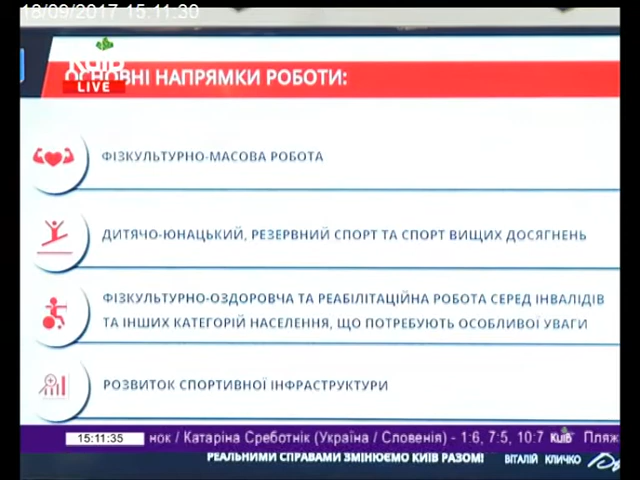 18/09/2017 15:11:30
Київ
LIVE
ОСНОВНІ НАПРЯМКИ РОБОТИ:
ФІЗКУЛЬТУРНО-МАСОВА РОБОТА
ДИТЯЧО-ЮНАЦЬКИЙ, РЕЗЕРВНИЙ СПОРТ ТА СПОРТ ВИЩИХ ДОСЯГНЕНЬ
ФІЗКУЛЬТУРНО-ОЗДОРОВЧА ТА РЕАБІЛІТАЦІЙНА РОБОТА СЕРЕД ІНВАЛІДІВ
ТА ІНШИХ КАТЕГОРІЙ НАСЕЛЕННЯ, ЩО ПОТРЕБУЮТЬ ОСОБЛИВОЇ УВАГИ
РОЗВИТОК СПОРТИВНОЇ ІНФРАСТРУКТУРИ
15:11:35 нок / Катаріна Среботнік (Україна / Словенія) - 1:6, 7:5, 10:7 Київ Пляж
РЕАЛЬНИМИ СПРАВАМИ ЗМІНЮЄМО КИЇВ РАЗОМ! ВІТАЛІЙ КЛИЧКО